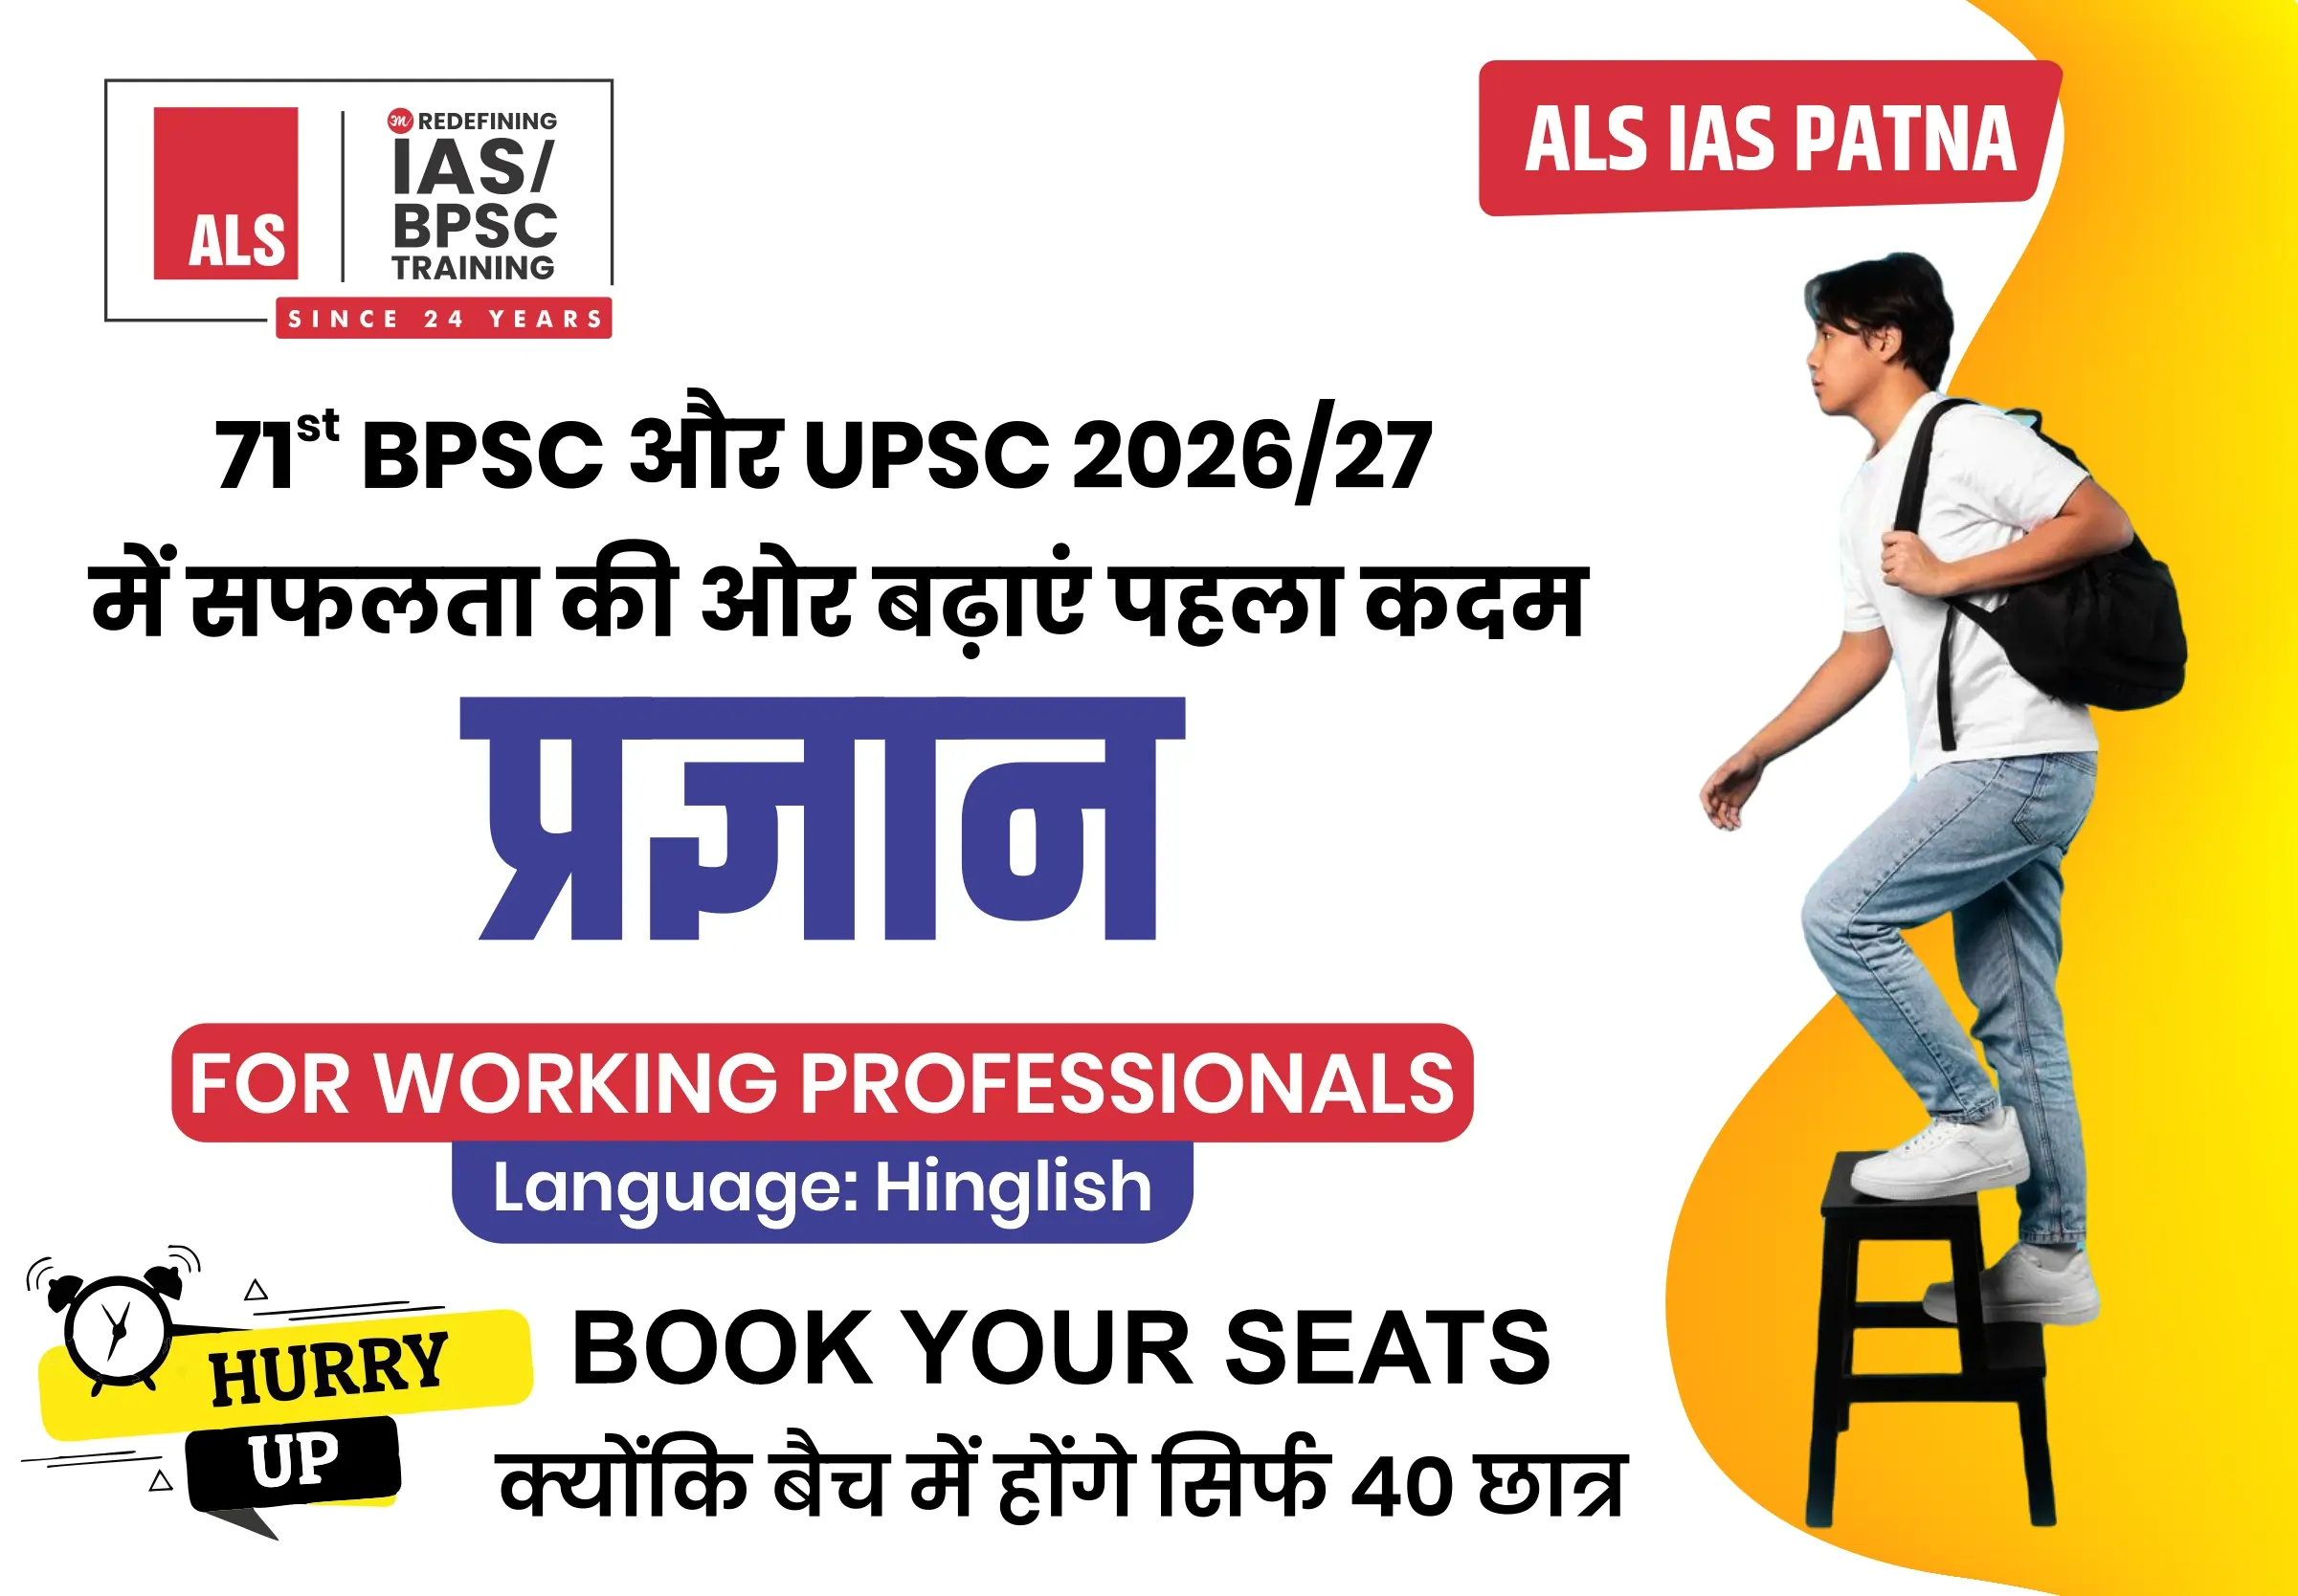 ALS
REDEFINING
IAS/
BPSC
TRAINING
SINCE 24 YEARS
ALS IAS PATNA
71st BPSC और UPSC 2026/27
में सफलता की ओर बढ़ाएं पहला कदम
प्रज्ञान
FOR WORKING PROFESSIONALS
Language: Hinglish
HURRY
UP
BOOK YOUR SEATS
क्योंकि बैच में होंगे सिर्फ 40 छात्र